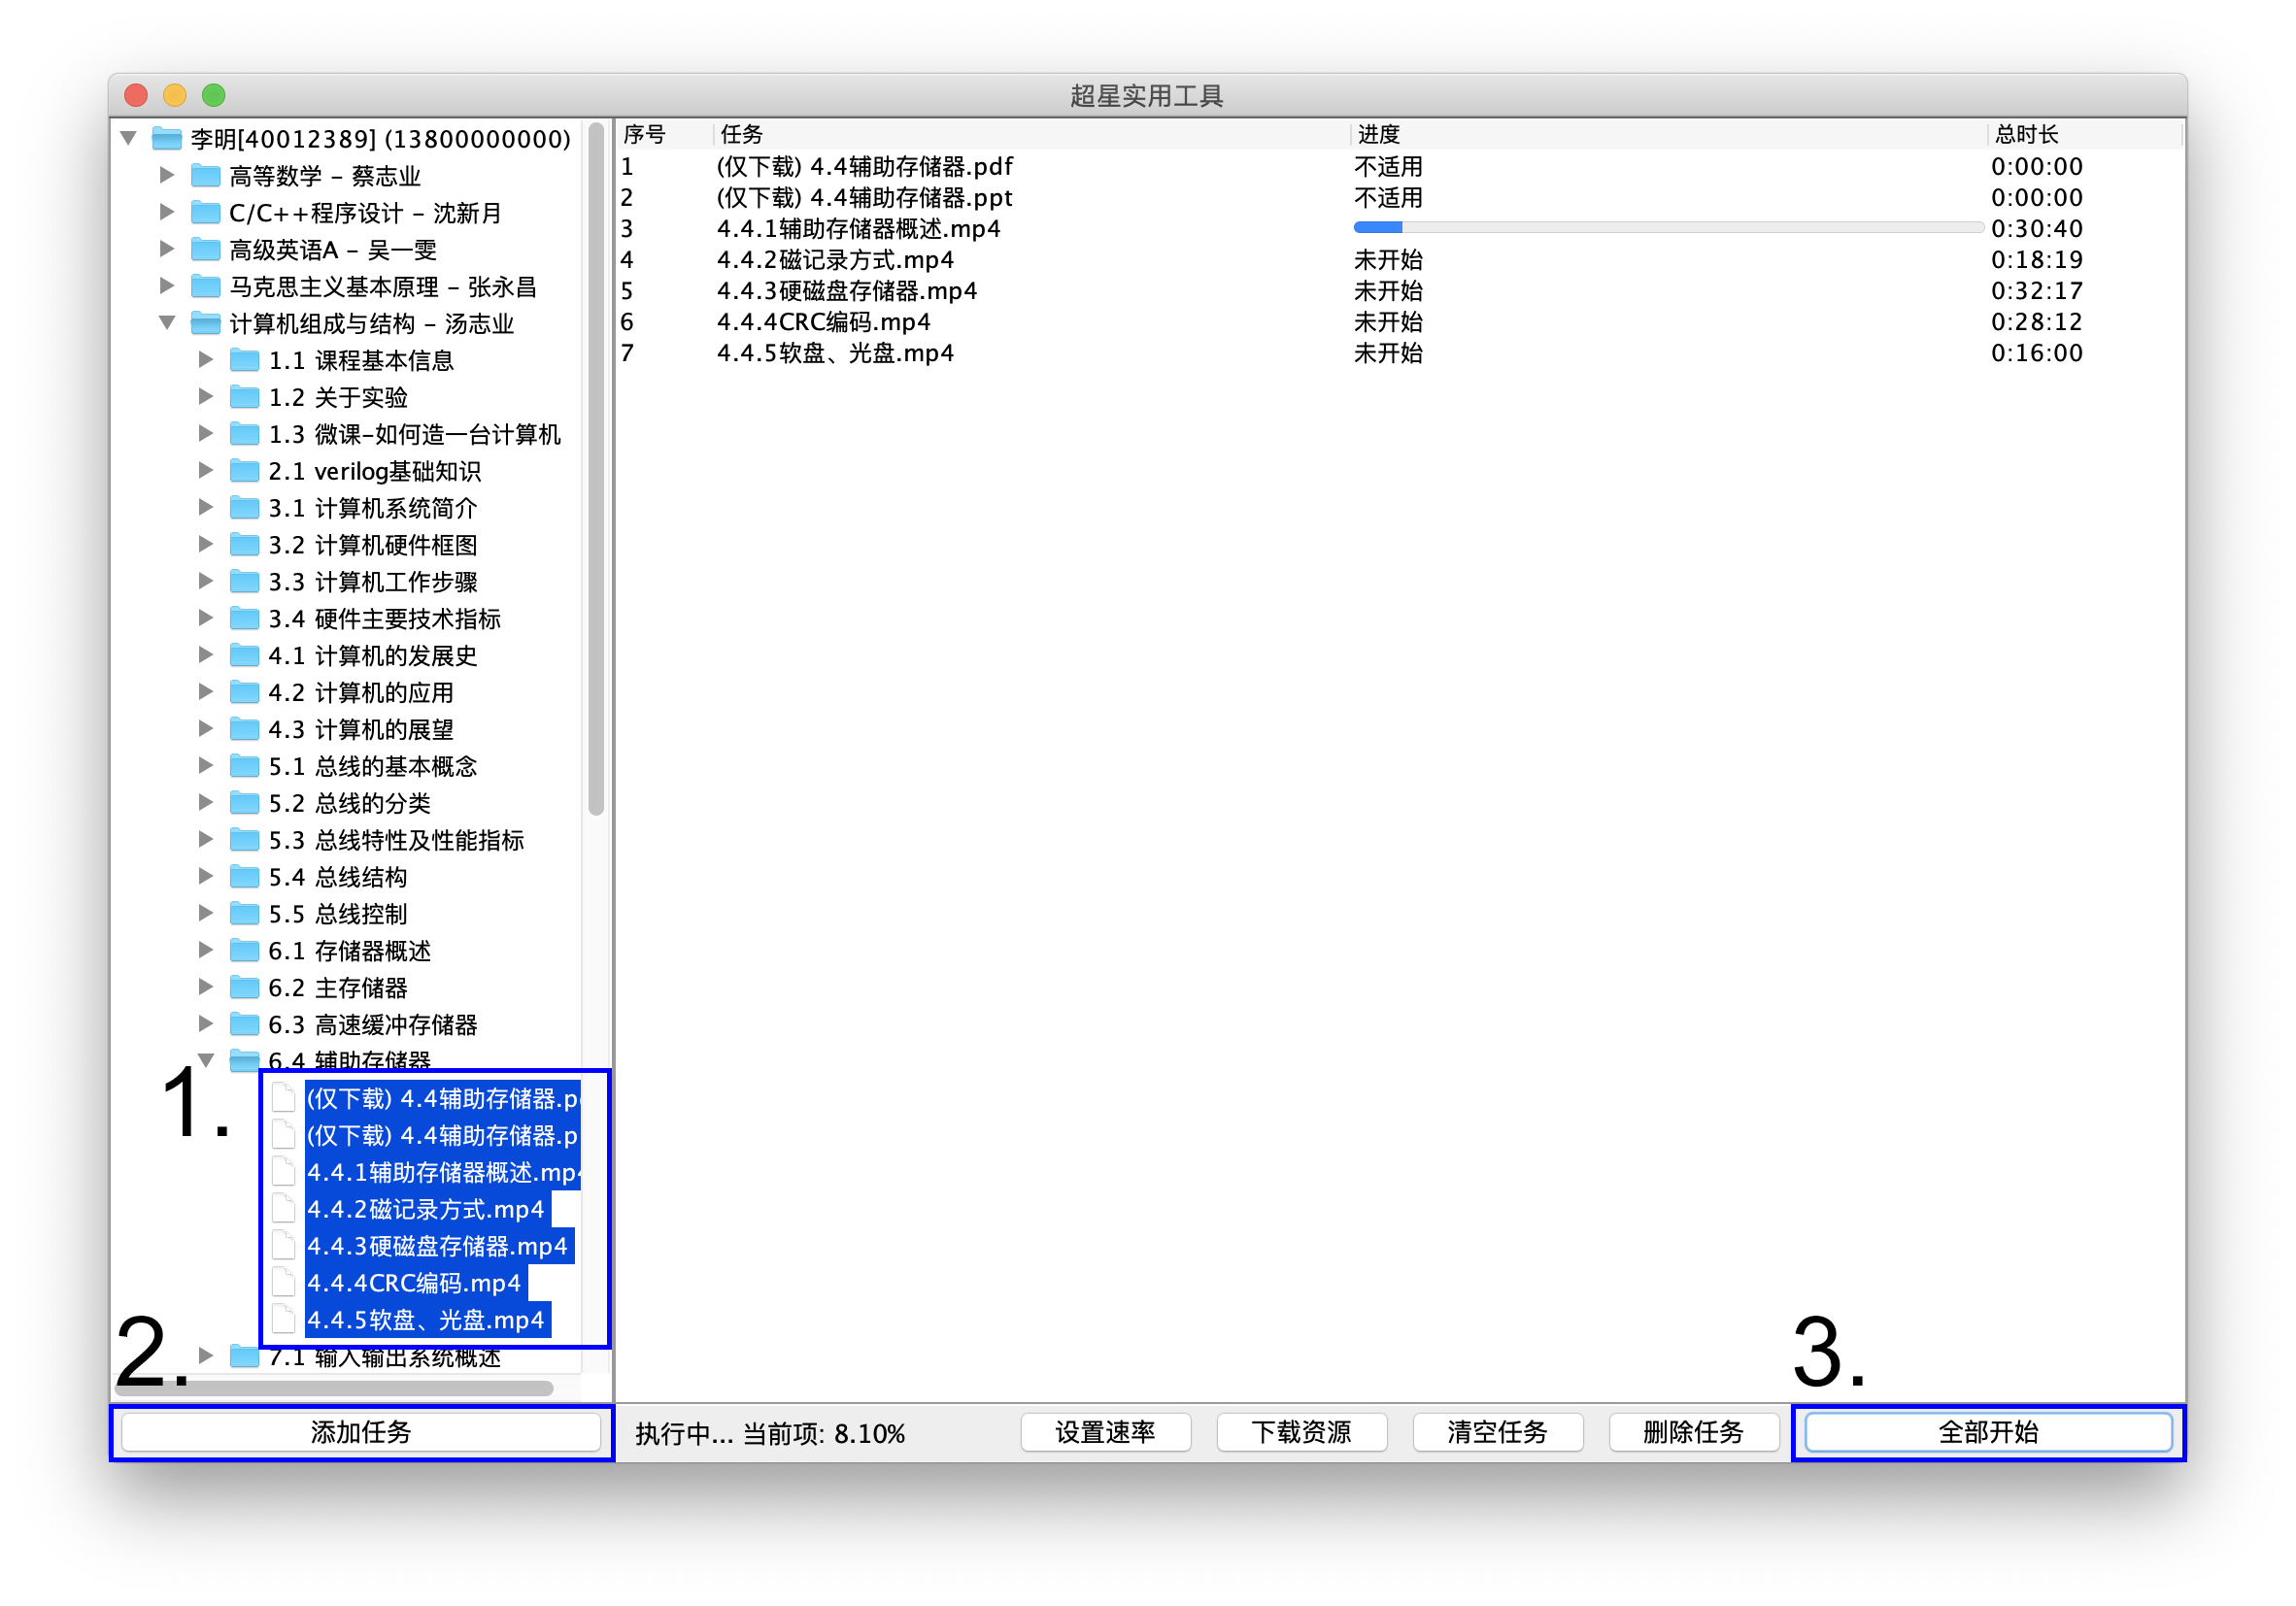 超星实用工具
李明[40012389] (13800000000)
高等数学 – 蔡志业
C/C++程序设计 – 沈新月
高级英语A – 吴一雯
马克思主义基本原理 – 张永昌
计算机组成与结构 – 汤志业
1.1 课程基本信息
1.2 关于实验
1.3 微课–如何造一台计算机
2.1 verilog基础知识
3.1 计算机系统简介
3.2 计算机硬件框图
3.3 计算机工作步骤
3.4 硬件主要技术指标
4.1 计算机的发展史
4.2 计算机的应用
4.3 计算机的展望
5.1 总线的基本概念
5.2 总线的分类
5.3 总线特性及性能指标
5.4 总线结构
5.5 总线控制
6.1 存储器概述
6.2 主存储器
6.3 高速缓冲存储器
6.4 辅助存储器
1.
(仅下载) 4.4辅助存储器.p
(仅下载) 4.4辅助存储器.p
4.4.1辅助存储器概述.mp4
4.4.2磁记录方式.mp4
4.4.3硬磁盘存储器.mp4
4.4.4CRC编码.mp4
4.4.5软盘、光盘.mp4
7.1 输入输出系统概述
2.
添加任务
序号 任务 进度 总时长
1 (仅下载) 4.4辅助存储器.pdf 不适用 0:00:00
2 (仅下载) 4.4辅助存储器.ppt 不适用 0:00:00
3 4.4.1辅助存储器概述.mp4 0:30:40
4 4.4.2磁记录方式.mp4 未开始 0:18:19
5 4.4.3硬磁盘存储器.mp4 未开始 0:32:17
6 4.4.4CRC编码.mp4 未开始 0:28:12
7 4.4.5软盘、光盘.mp4 未开始 0:16:00
3.
执行中... 当前项: 8.10% 设置速率 下载资源 清空任务 删除任务 全部开始